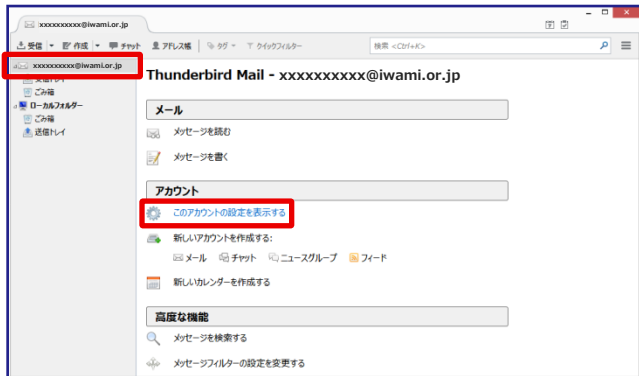 xxxxxxxxxx@iwami.or.jp
受信 作成 チャット アドレス帳 タグ クイックフィルター 検索 <Ctrl+K>
xxxxxxxxxx@iwami.or.jp
受信トレイ
ごみ箱
ローカルフォルダー
ごみ箱
送信トレイ
Thunderbird Mail - xxxxxxxxxx@iwami.or.jp
メール
メッセージを読む
メッセージを書く
アカウント
このアカウントの設定を表示する
新しいアカウントを作成する:
メール チャット ニュースグループ フィード
新しいカレンダーを作成する
高度な機能
メッセージを検索する
メッセージフィルターの設定を変更する